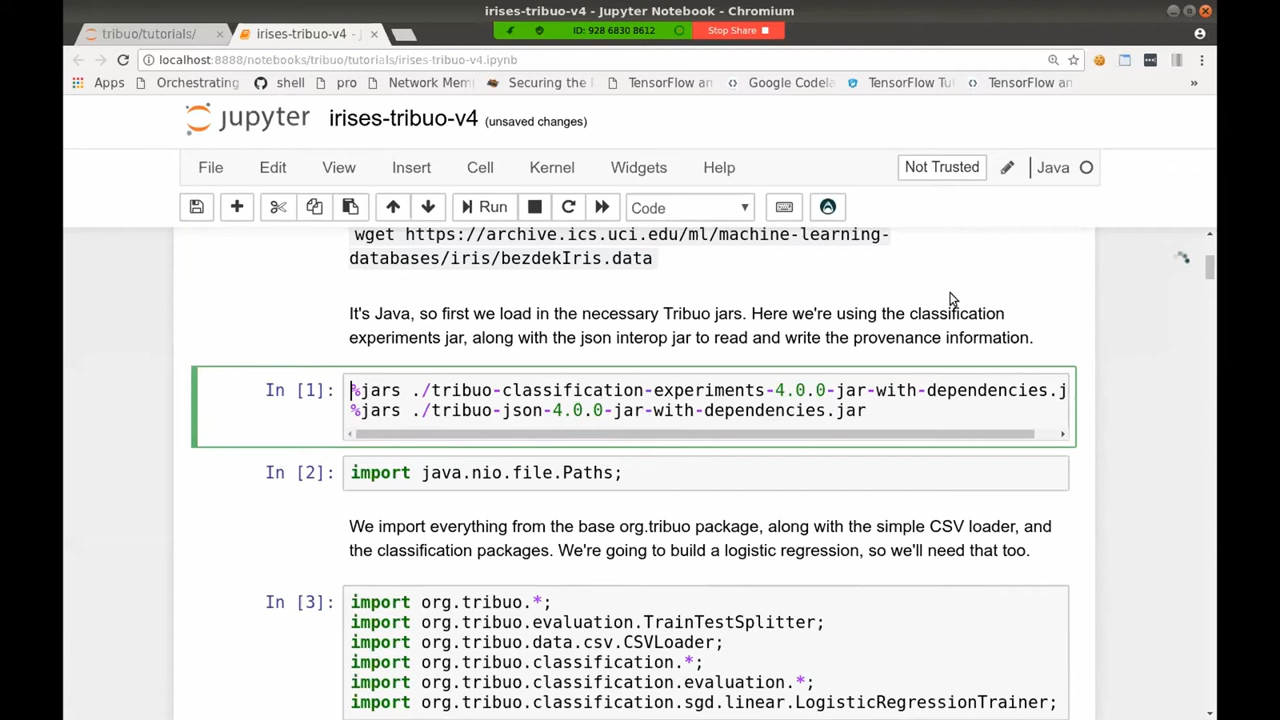 irises-tribuo-v4 - Jupyter Notebook - Chromium
tribuo/tutorials/
irises-tribuo-v4 - J
ID: 928 6830 8612
Stop Share
localhost:8888/notebooks/tribuo/tutorials/irises-tribuo-v4.ipynb
Apps
Orchestrating
shell
pro
Network Mem
Securing the
TensorFlow an
Google Codela
TensorFlow Tut
TensorFlow an
»
jupyter
irises-tribuo-v4 (unsaved changes)
File
Edit
View
Insert
Cell
Kernel
Widgets
Help
Not Trusted
Java
Run
Code
wget https://archive.ics.uci.edu/ml/machine-learning-
databases/iris/bezdekIris.data
It's Java, so first we load in the necessary Tribuo jars. Here we're using the classification
experiments jar, along with the json interop jar to read and write the provenance information.
In [1]:
%jars ./tribuo-classification-experiments-4.0.0-jar-with-dependencies.j
%jars ./tribuo-json-4.0.0-jar-with-dependencies.jar
In [2]:
import java.nio.file.Paths;
We import everything from the base org.tribuo package, along with the simple CSV loader, and
the classification packages. We're going to build a logistic regression, so we'll need that too.
In [3]:
import org.tribuo.*;
import org.tribuo.evaluation.TrainTestSplitter;
import org.tribuo.data.csv.CSVLoader;
import org.tribuo.classification.*;
import org.tribuo.classification.evaluation.*;
import org.tribuo.classification.sgd.linear.LogisticRegressionTrainer;